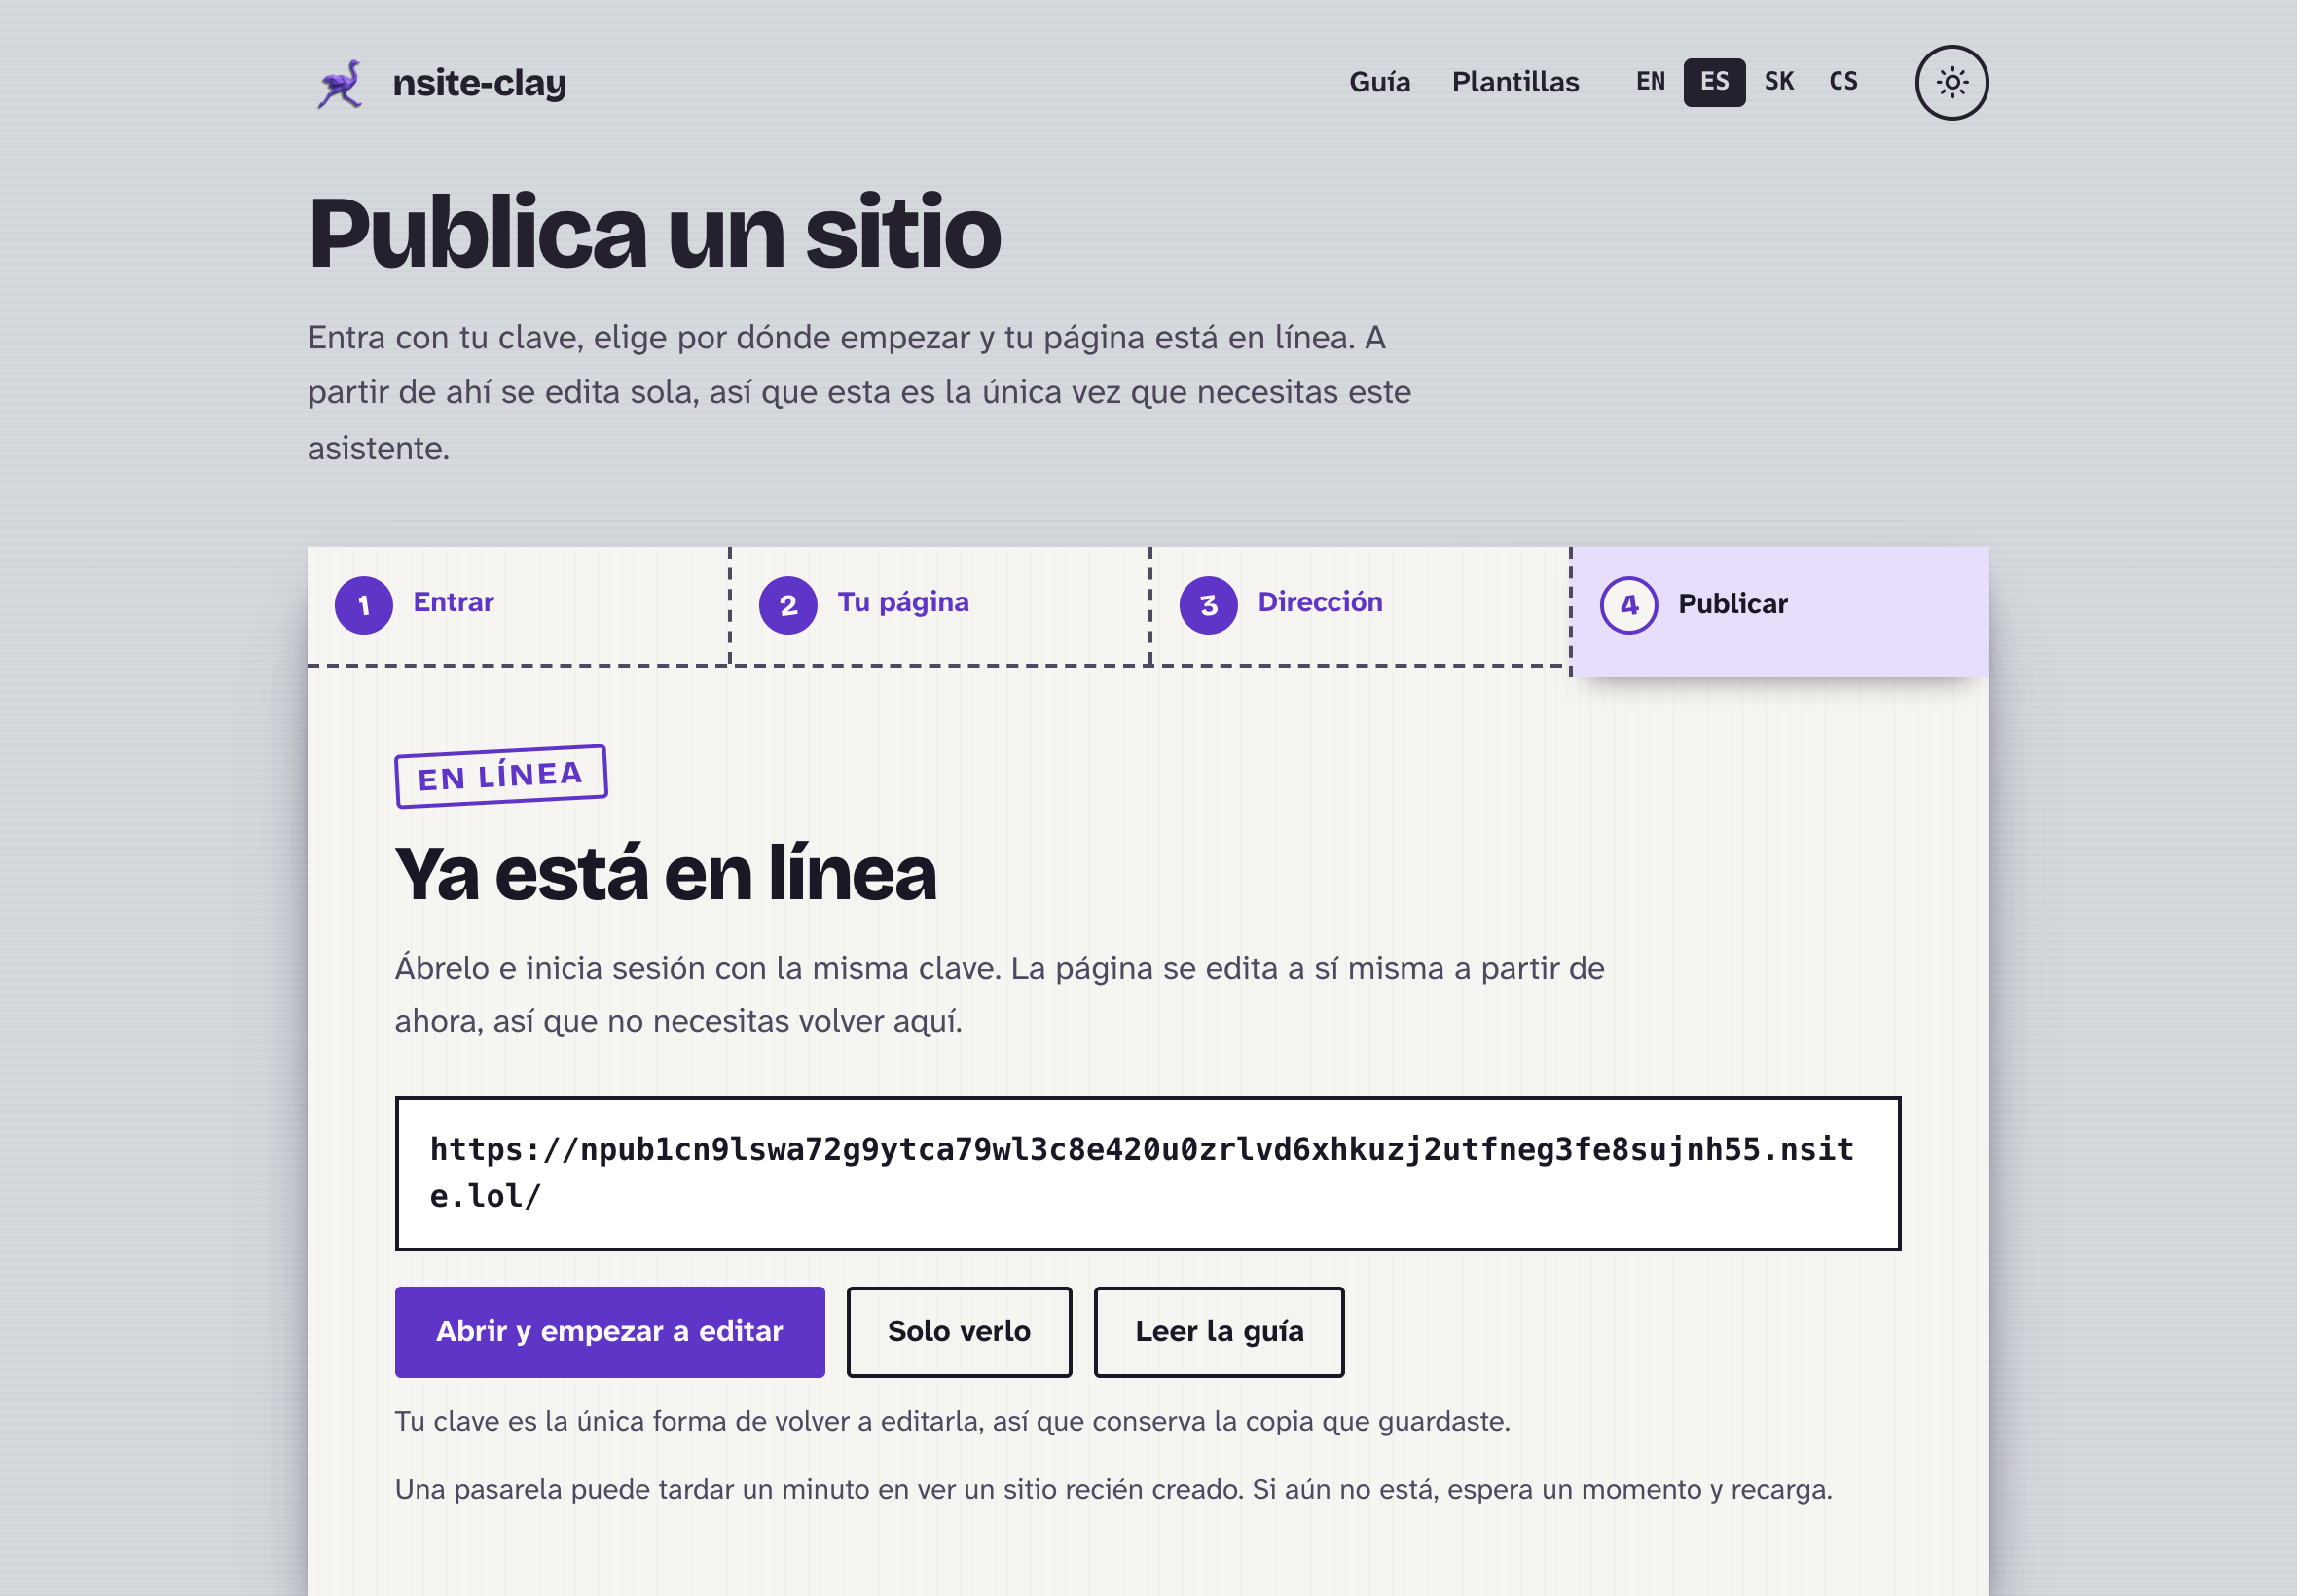 nsite-clay
Guía
Plantillas
EN
ES
SK
CS
Publica un sitio
Entra con tu clave, elige por dónde empezar y tu página está en línea. A
partir de ahí se edita sola, así que esta es la única vez que necesitas este
asistente.
1 Entrar
2 Tu página
3 Dirección
4 Publicar
EN LÍNEA
Ya está en línea
Ábrelo e inicia sesión con la misma clave. La página se edita a sí misma a partir de
ahora, así que no necesitas volver aquí.
https://npub1cn9lswa72g9ytca79wl3c8e420u0zrlvd6xhkuzj2utfneg3fe8sujnh55.nsit
e.lol/
Abrir y empezar a editar
Solo verlo
Leer la guía
Tu clave es la única forma de volver a editarla, así que conserva la copia que guardaste.
Una pasarela puede tardar un minuto en ver un sitio recién creado. Si aún no está, espera un momento y recarga.